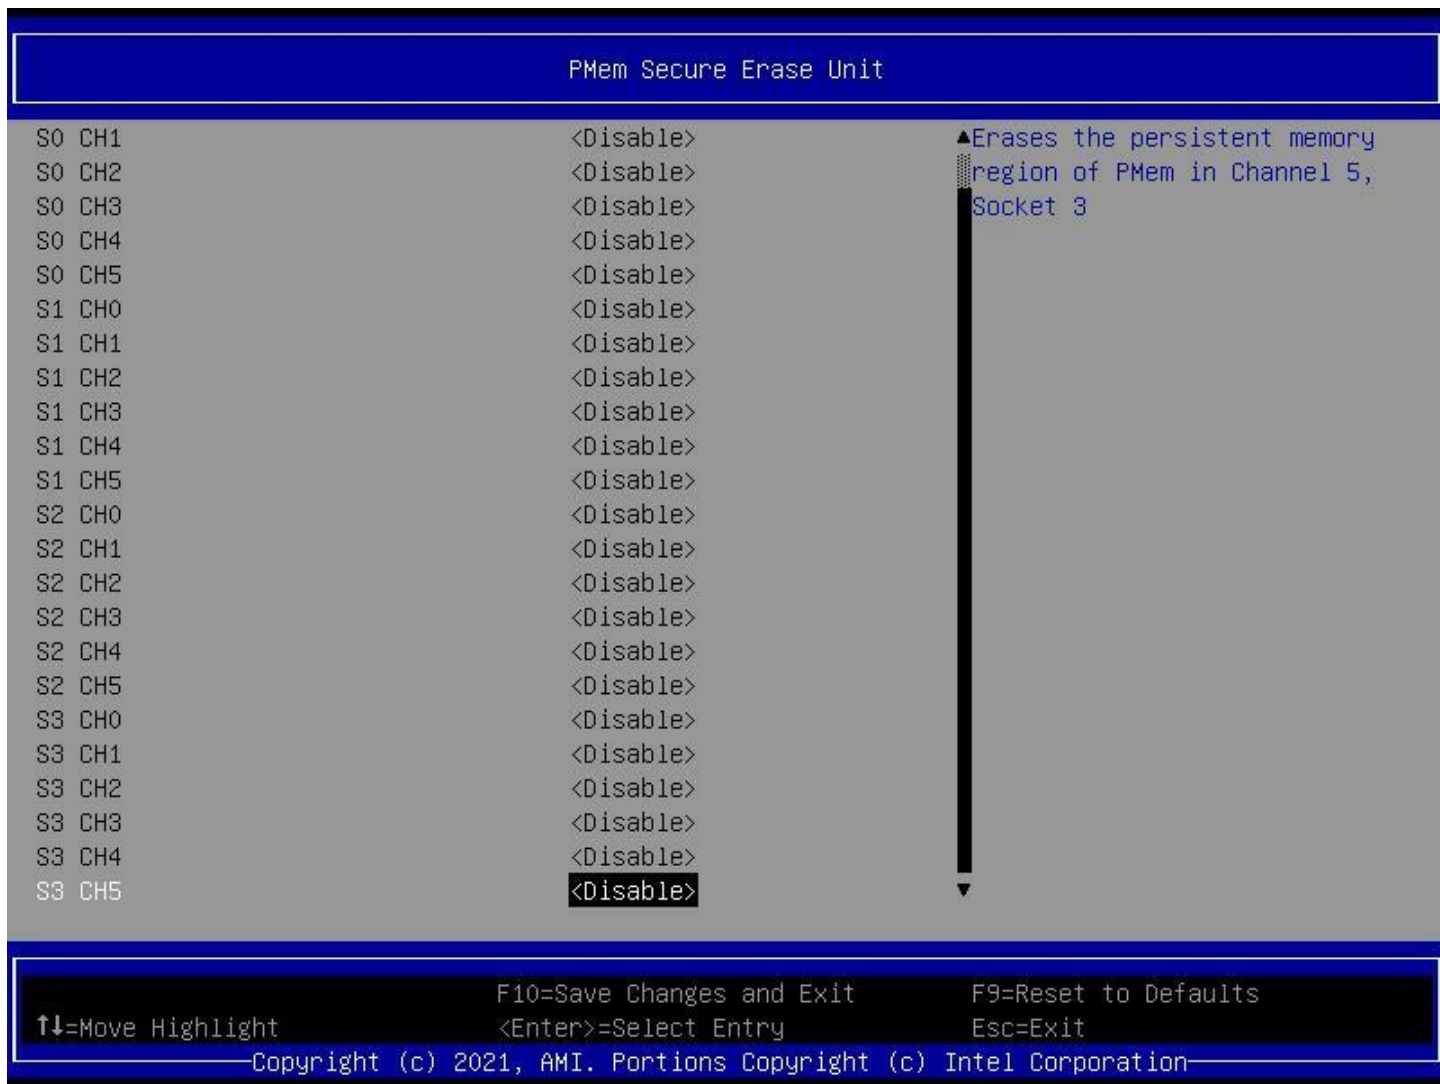 PMem Secure Erase Unit
S0 CH1 <Disable> ▲Erases the persistent memory
S0 CH2 <Disable> region of PMem in Channel 5,
S0 CH3 <Disable> Socket 3
S0 CH4 <Disable>
S0 CH5 <Disable>
S1 CH0 <Disable>
S1 CH1 <Disable>
S1 CH2 <Disable>
S1 CH3 <Disable>
S1 CH4 <Disable>
S1 CH5 <Disable>
S2 CH0 <Disable>
S2 CH1 <Disable>
S2 CH2 <Disable>
S2 CH3 <Disable>
S2 CH4 <Disable>
S2 CH5 <Disable>
S3 CH0 <Disable>
S3 CH1 <Disable>
S3 CH2 <Disable>
S3 CH3 <Disable>
S3 CH4 <Disable>
S3 CH5 <Disable> ▼
F10=Save Changes and Exit F9=Reset to Defaults
↑↓=Move Highlight <Enter>=Select Entry Esc=Exit
Copyright (c) 2021, AMI. Portions Copyright (c) Intel Corporation